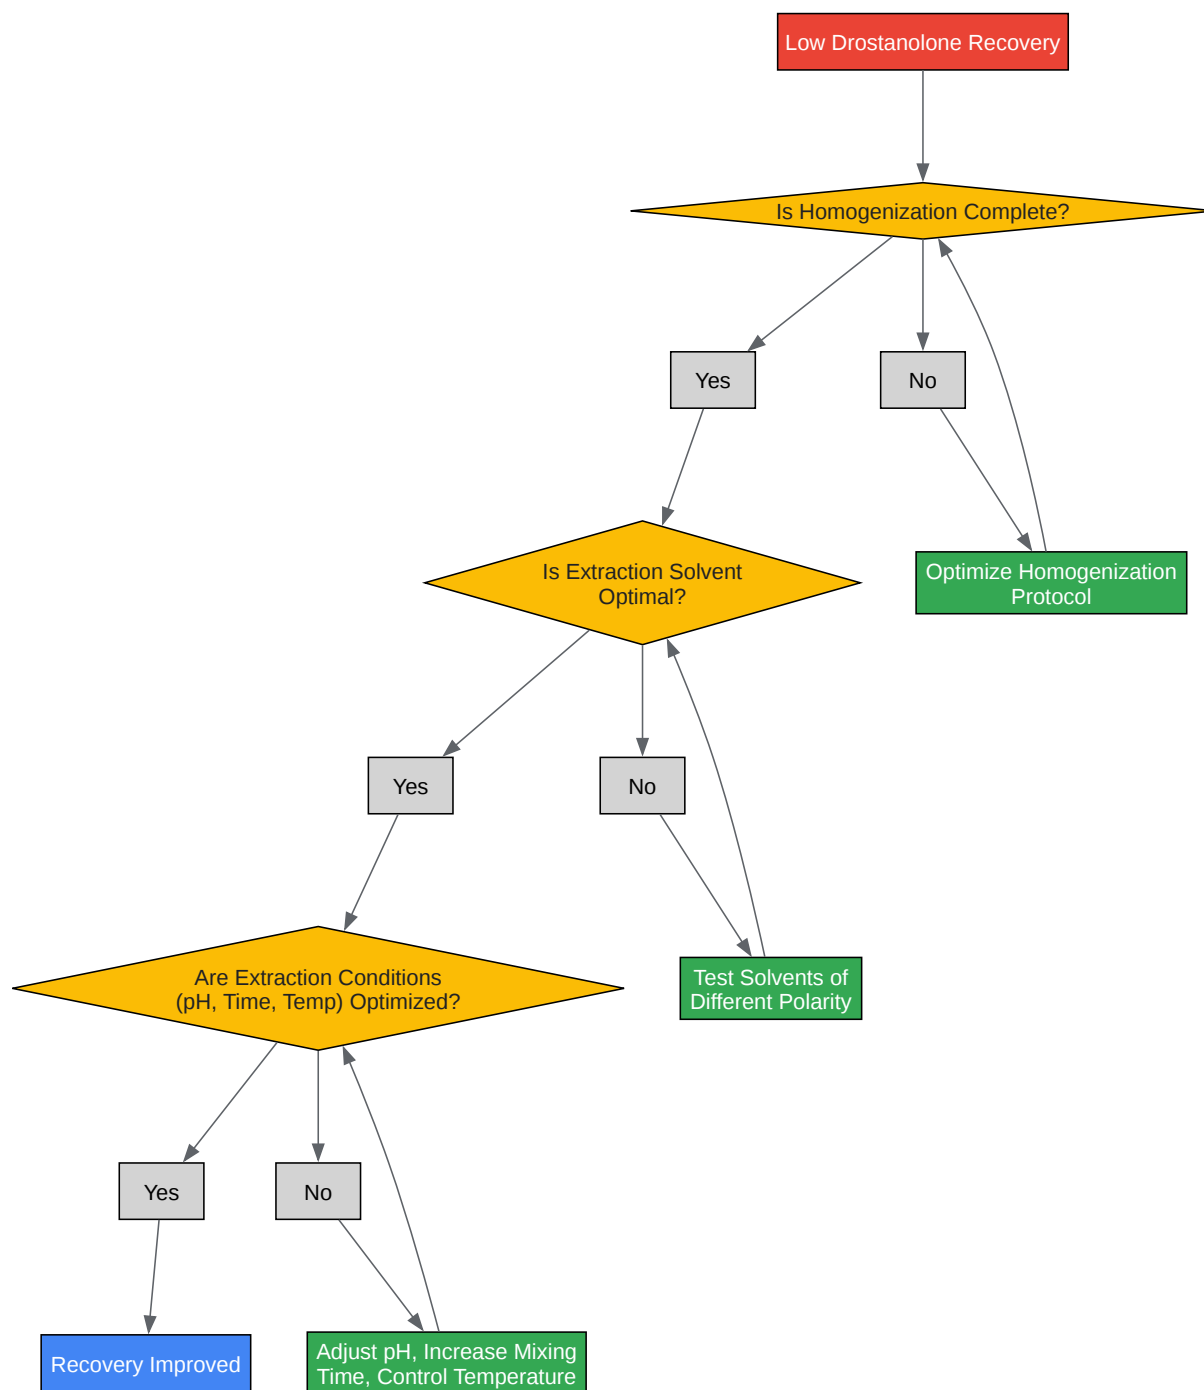 Low Drostanolone Recovery
Is Homogenization Complete?
Yes
No
Is Extraction Solvent
Optimal?
Optimize Homogenization
Protocol
Yes
No
Are Extraction Conditions
(pH, Time, Temp) Optimized?
Test Solvents of
Different Polarity
Yes
No
Recovery Improved
Adjust pH, Increase Mixing
Time, Control Temperature